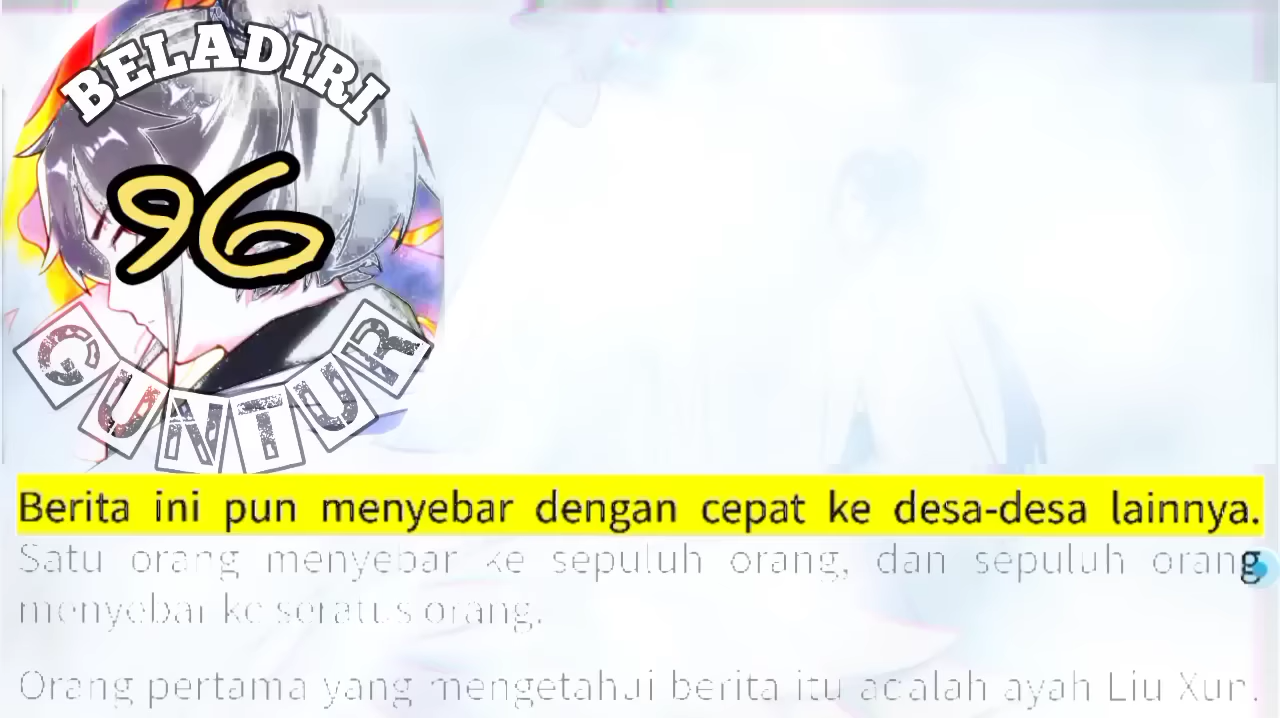 BELADIRI
96
GUNTUR
Berita ini pun menyebar dengan cepat ke desa-desa lainnya.
Satu orang menyebar ke sepuluh orang, dan sepuluh orang
menyebar ke seratus orang.
Orang pertama yang mengetahui berita itu adalah ayah Liu Xun.